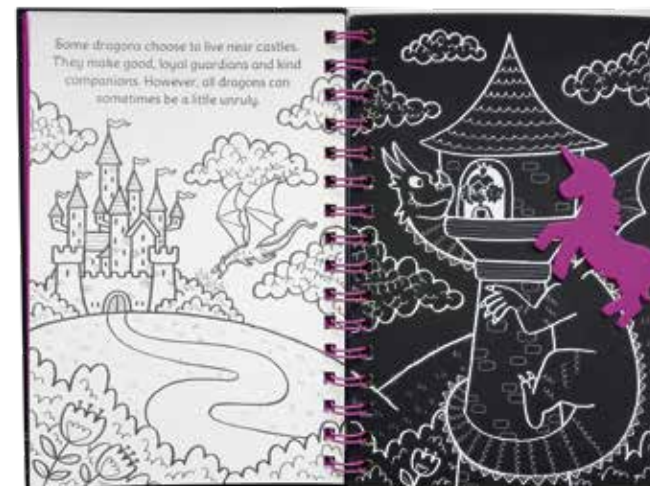 Some dragons choose to live near castles.
They make good, loyal guardians and kind
companions. However, all dragons can
sometimes be a little unruly.